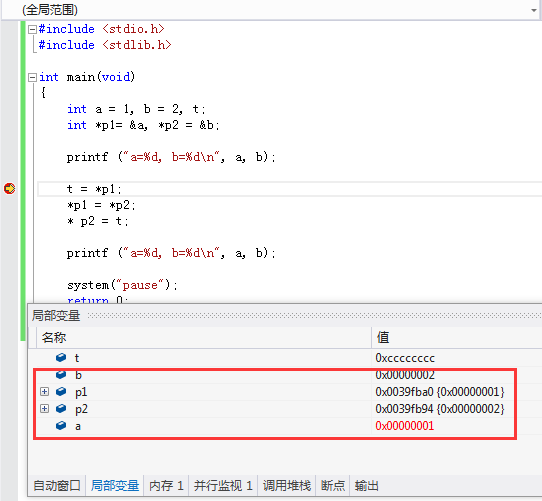 (全局范围)
#include <stdio.h>
#include <stdlib.h>
int main(void)
{
int a = 1, b = 2, t;
int *p1= &a, *p2 = &b;
printf ("a=%d, b=%d\n", a, b);
t = *p1;
*p1 = *p2;
* p2 = t;
printf ("a=%d, b=%d\n", a, b);
system("pause");
return 0;
局部变量
名称 值
t 0xcccccccc
b 0x00000002
p1 0x0039fba0 {0x00000001}
p2 0x0039fb94 {0x00000002}
a 0x00000001
自动窗口 局部变量 内存 1 并行监视 1 调用堆栈 断点 输出